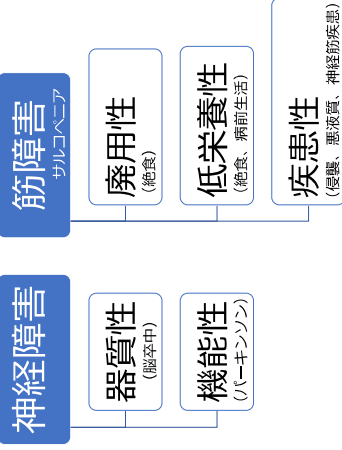 神経障害
器質性
(脳卒中)
機能性
(パーキンソン)
筋障害
サルコペニア
廃用性
(絶食)
低栄養性
(絶食、病前生活)
疾患性
(侵襲、悪液質、神経筋疾患)